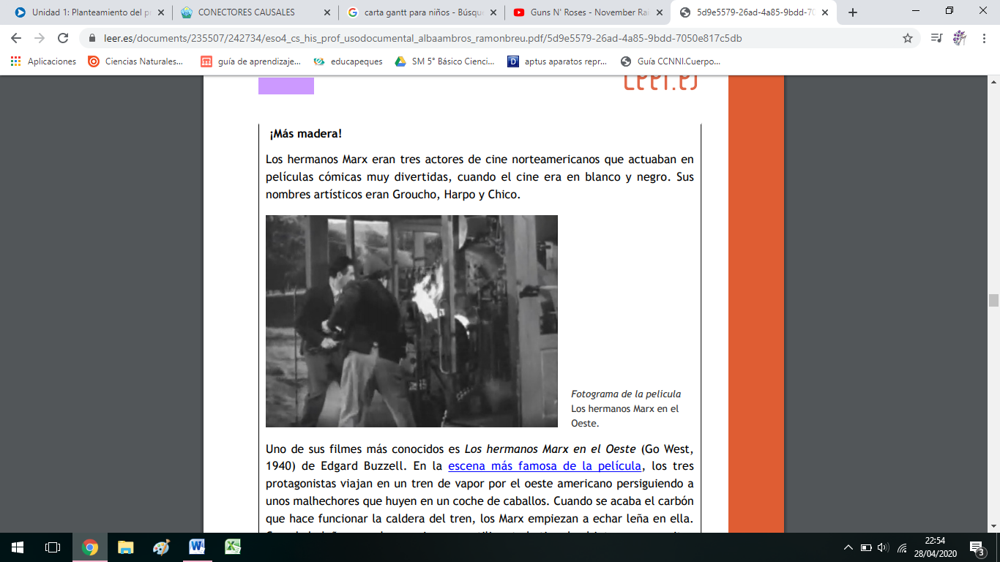 Unidad 1: Planteamiento del p
CONECTORES CAUSALES
carta gantt para niños - Búsqu
Guns N' Roses - November Rai
5d9e5579-26ad-4a85-9bdd-70
leer.es/documents/235507/242734/eso4_cs_his_prof_usodocumental_albaambros_ramonbreu.pdf/5d9e5579-26ad-4a85-9bdd-7050e817c5db
Aplicaciones
Ciencias Naturales...
guía de aprendizaje...
educapeques
SM 5° Básico Cienci...
aptus aparatos repr...
Guía CCNNI.Cuerpo...
leer.es
¡Más madera!
Los hermanos Marx eran tres actores de cine norteamericanos que actuaban en
películas cómicas muy divertidas, cuando el cine era en blanco y negro. Sus
nombres artísticos eran Groucho, Harpo y Chico.
Fotograma de la película
Los hermanos Marx en el
Oeste.
Uno de sus filmes más conocidos es Los hermanos Marx en el Oeste (Go West,
1940) de Edgard Buzzell. En la escena más famosa de la película, los tres
protagonistas viajan en un tren de vapor por el oeste americano persiguiendo a
unos malhechores que huyen en un coche de caballos. Cuando se acaba el carbón
que hace funcionar la caldera del tren, los Marx empiezan a echar leña en ella.
22:54
28/04/2020
3